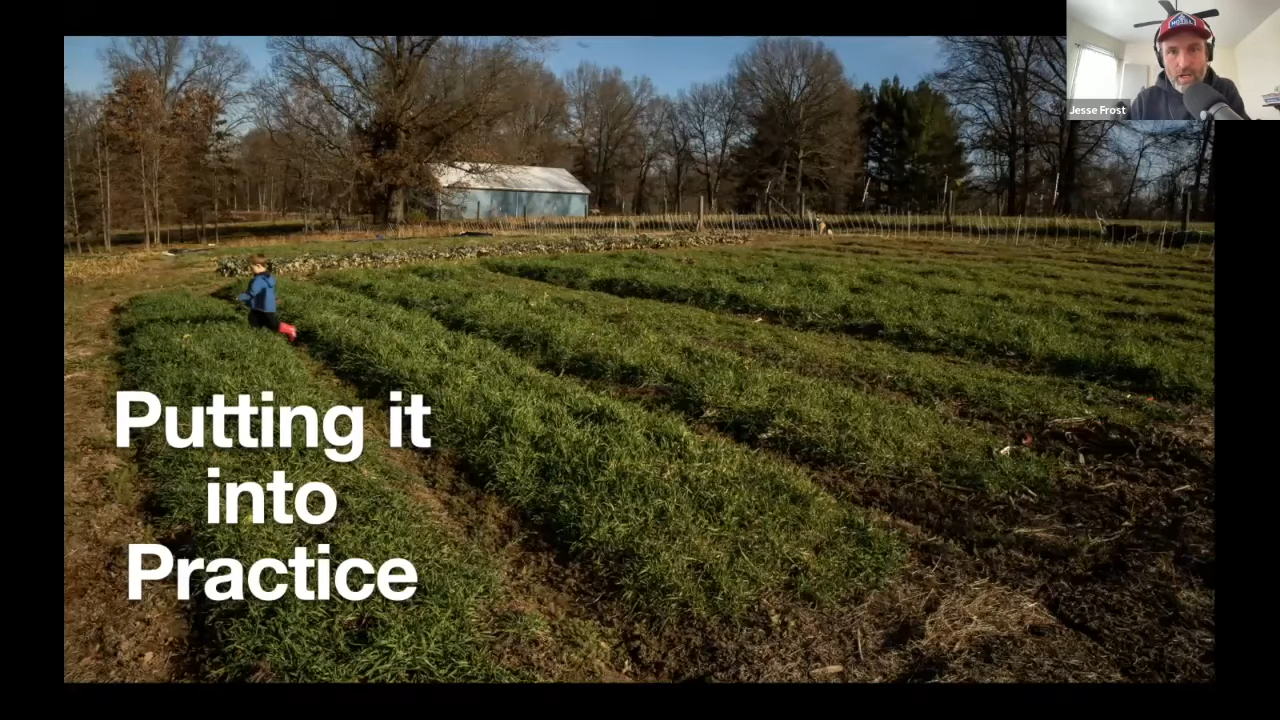 Jesse Frost
Putting it
into
Practice